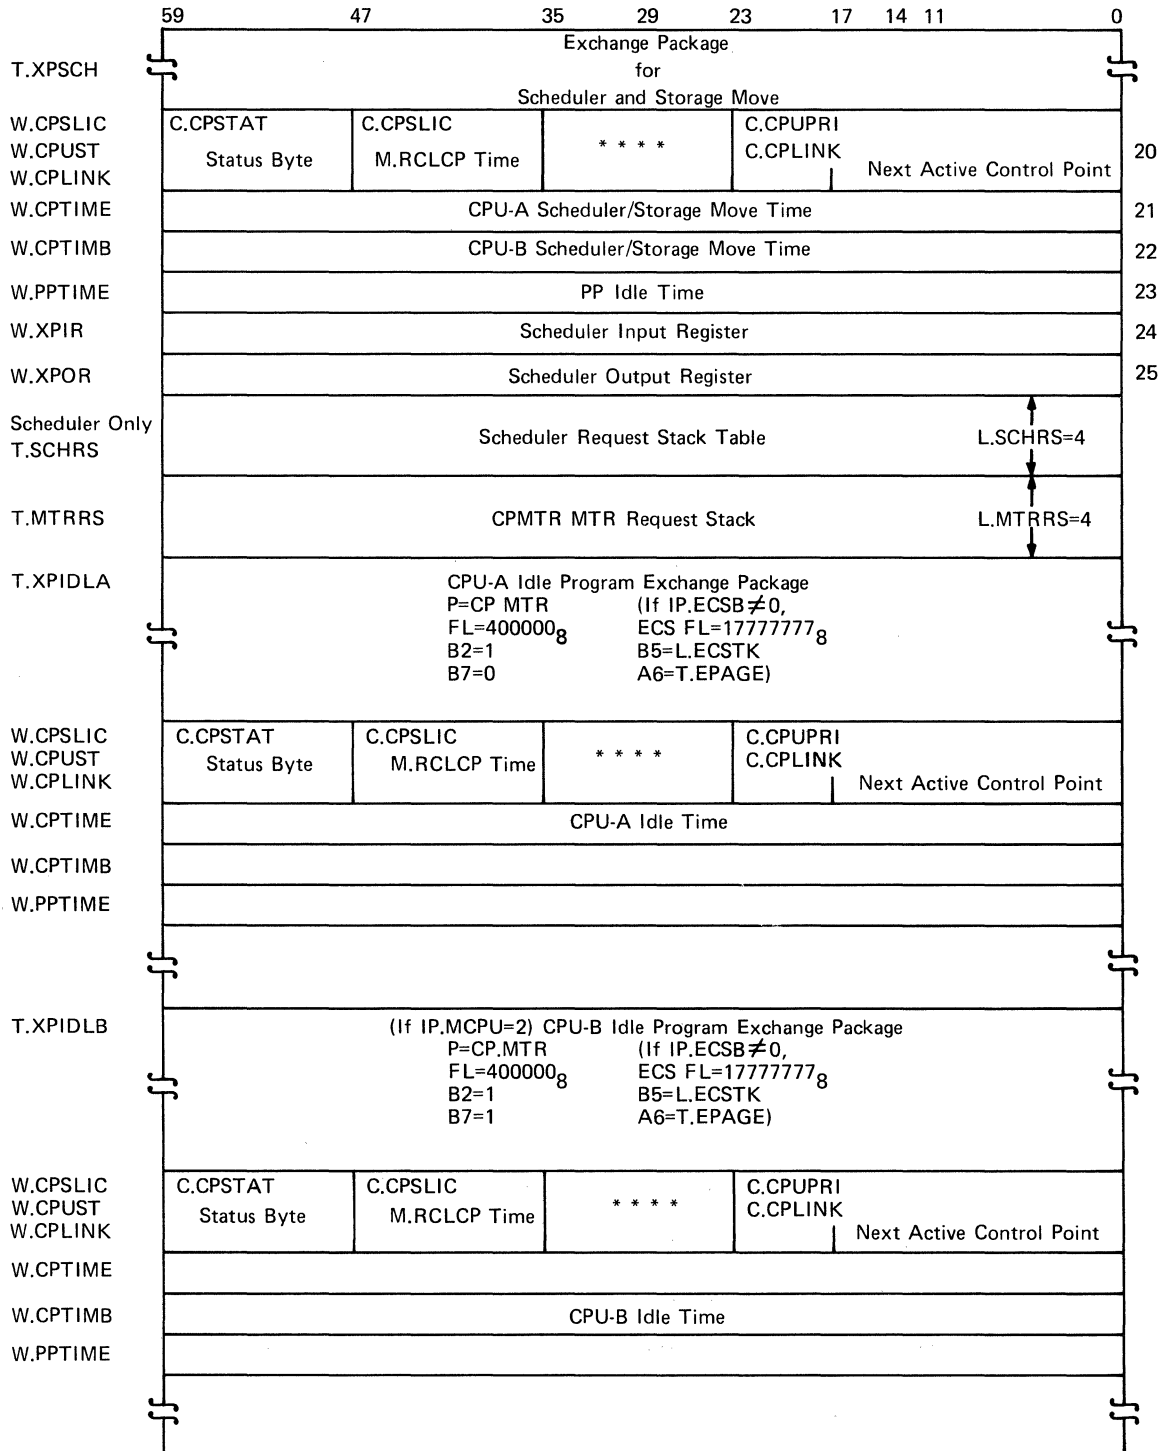 59 47 35 29 23 17 14 11 0
Exchange Package
T.XPSCH for
Scheduler and Storage Move
W.CPSLIC C.CPSTAT C.CPSLIC C.CPUPRI
W.CPUST Status Byte M.RCLCP Time * * * * C.CPLINK 20
W.CPLINK Next Active Control Point
W.CPTIME CPU-A Scheduler/Storage Move Time 21
W.CPTIMB CPU-B Scheduler/Storage Move Time 22
W.PPTIME PP Idle Time 23
W.XPIR Scheduler Input Register 24
W.XPOR Scheduler Output Register 25
Scheduler Only
T.SCHRS Scheduler Request Stack Table L.SCHRS=4
T.MTRRS CPMTR MTR Request Stack L.MTRRS=4
T.XPIDLA CPU-A Idle Program Exchange Package
P=CP MTR (If IP.ECSB≠0,
FL=400000₈ ECS FL=17777777₈
B2=1 B5=L.ECSTK
B7=0 A6=T.EPAGE)
W.CPSLIC C.CPSTAT C.CPSLIC C.CPUPRI
W.CPUST Status Byte M.RCLCP Time * * * * C.CPLINK
W.CPLINK Next Active Control Point
W.CPTIME CPU-A Idle Time
W.CPTIMB
W.PPTIME
T.XPIDLB (If IP.MCPU=2) CPU-B Idle Program Exchange Package
P=CP.MTR (If IP.ECSB≠0,
FL=400000₈ ECS FL=17777777₈
B2=1 B5=L.ECSTK
B7=1 A6=T.EPAGE)
W.CPSLIC C.CPSTAT C.CPSLIC C.CPUPRI
W.CPUST Status Byte M.RCLCP Time * * * * C.CPLINK
W.CPLINK Next Active Control Point
W.CPTIME
W.CPTIMB CPU-B Idle Time
W.PPTIME